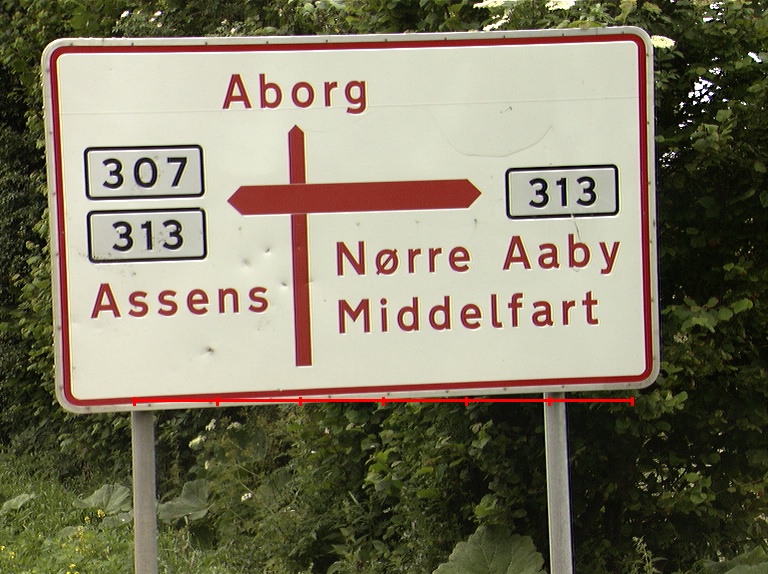 Aborg
307
313
313
Assens
Nørre Aaby
Middelfart